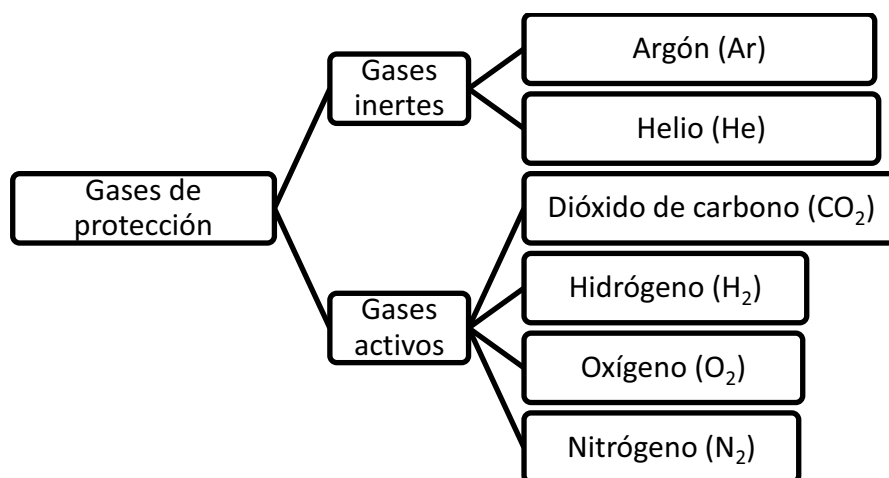 Gases de
protección
Gases
inertes
Argón (Ar)
Helio (He)
Gases
activos
Dióxido de carbono (CO₂)
Hidrógeno (H₂)
Oxígeno (O₂)
Nitrógeno (N₂)